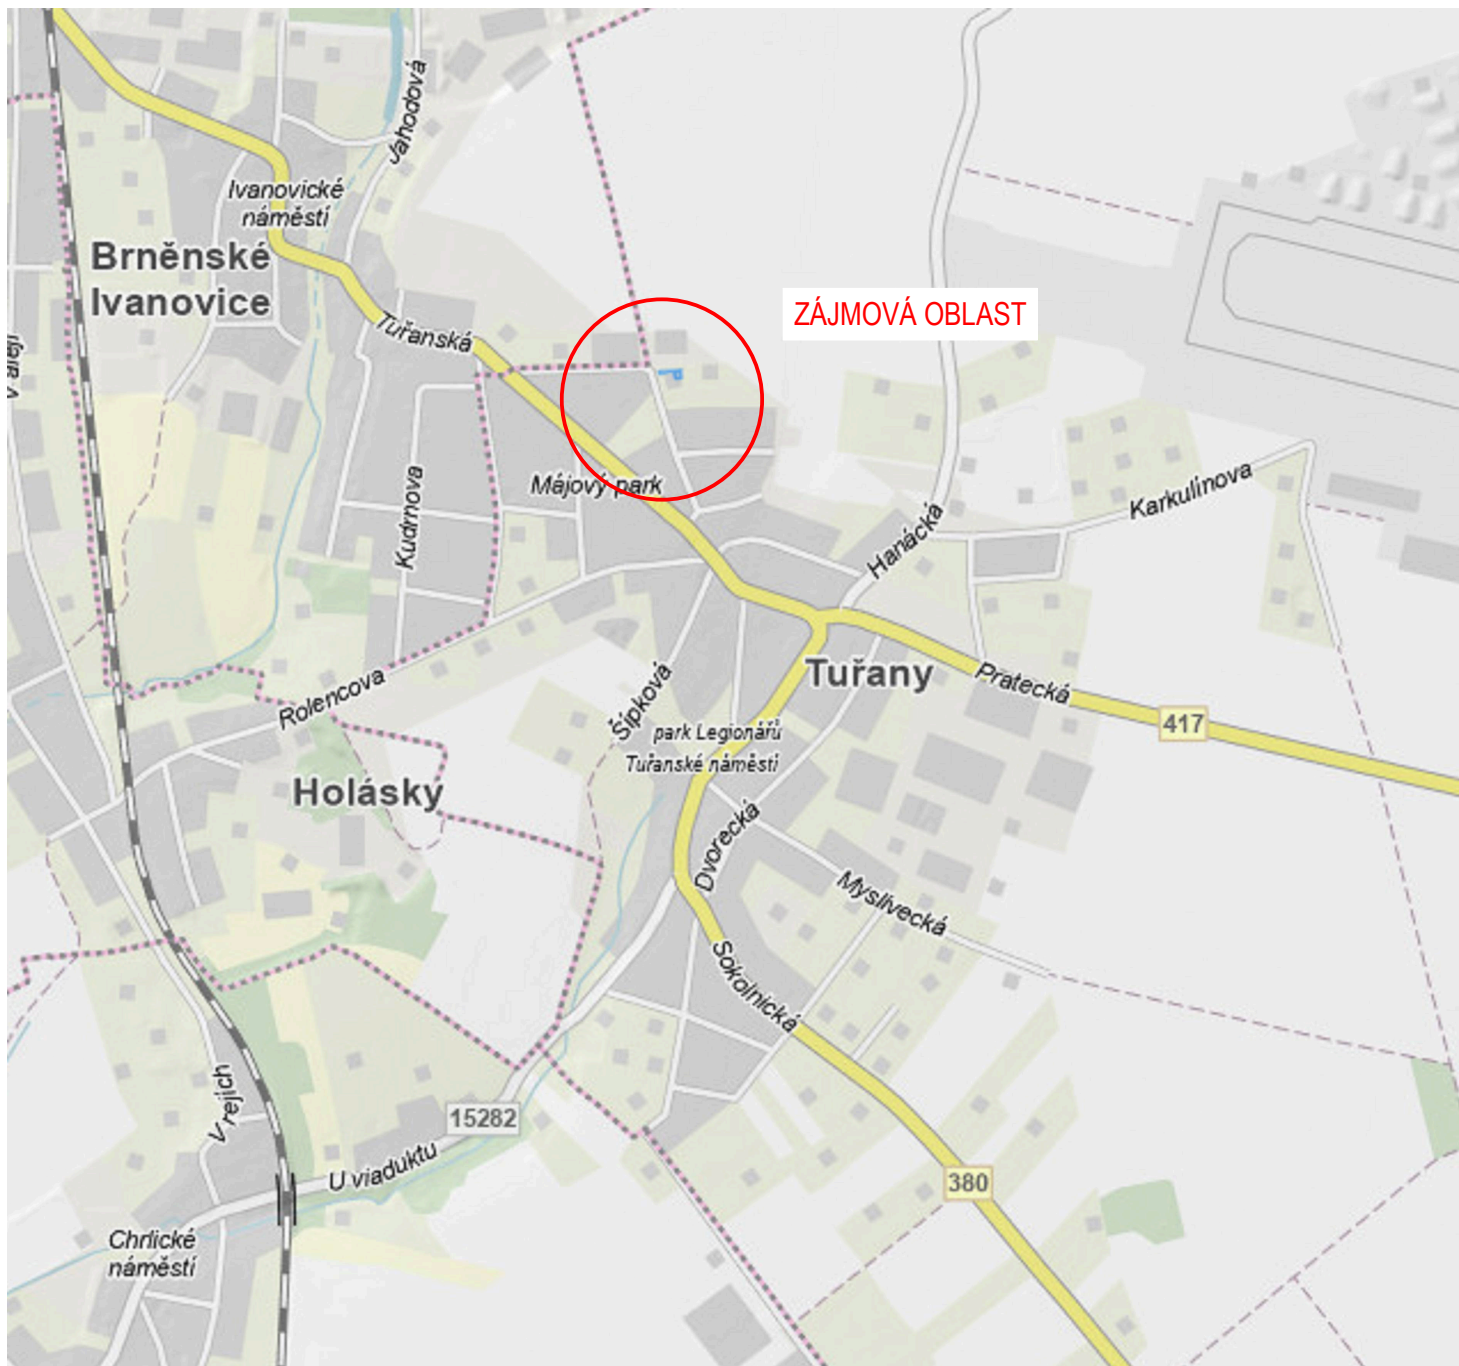 Jahodová
Ivanovické
náměstí
Brněnské
Ivanovice
ZÁJMOVÁ OBLAST
Tuřanská
V aleji
Májový park
Kudrnova
Karkulínova
Hanácká
Rolencova
Šípková
Tuřany
Pratecká
417
park Legionářů
Tuřanské náměstí
Holásky
Dvorecká
Myslivecká
Sokolnická
V rejích
15282
U viaduktu
380
Chrlické
náměstí